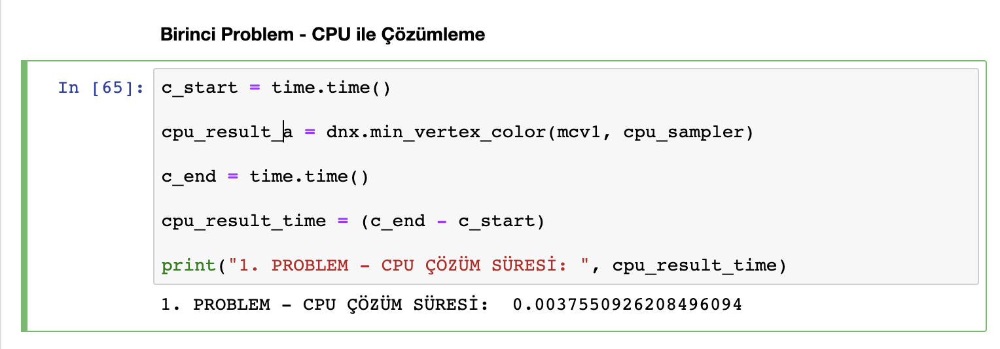 Birinci Problem - CPU ile Çözümleme
In [65]: c_start = time.time()
cpu_result_a = dnx.min_vertex_color(mcv1, cpu_sampler)
c_end = time.time()
cpu_result_time = (c_end - c_start)
print("1. PROBLEM - CPU ÇÖZÜM SÜRESİ: ", cpu_result_time)
1. PROBLEM - CPU ÇÖZÜM SÜRESİ:  0.0037550926208496094